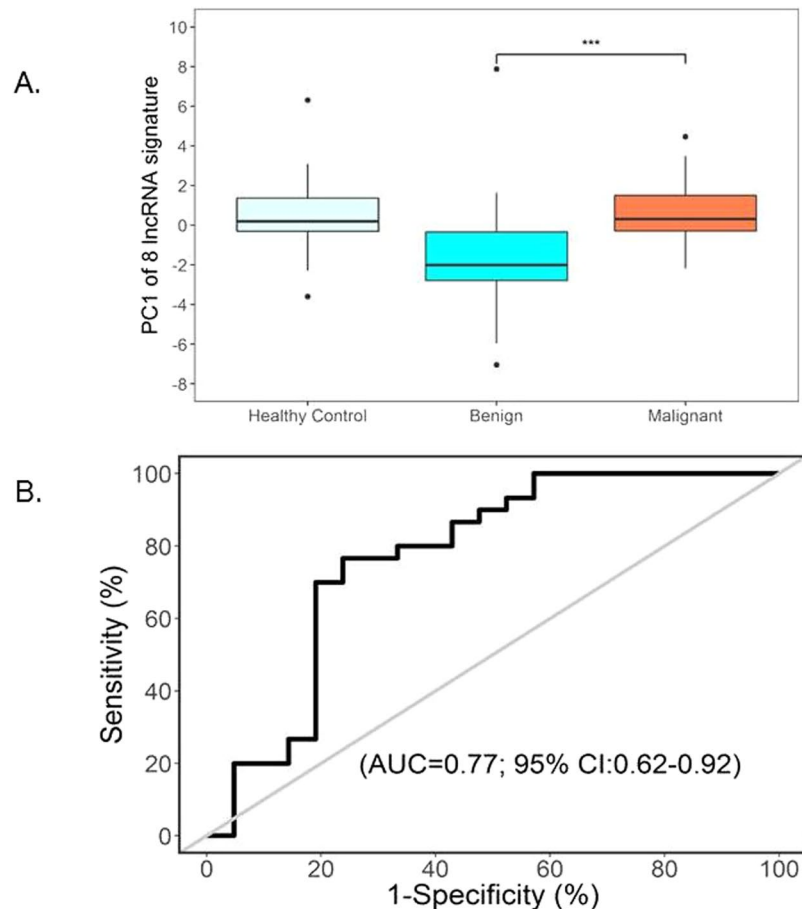 A.
PC1 of 8 lncRNA signature
10
8
6
4
2
0
-2
-4
-6
-8
***
Healthy Control
Benign
Malignant
B.
Sensitivity (%)
100
80
60
40
20
0
(AUC=0.77; 95% CI:0.62-0.92)
0
20
40
60
80
100
1-Specificity (%)